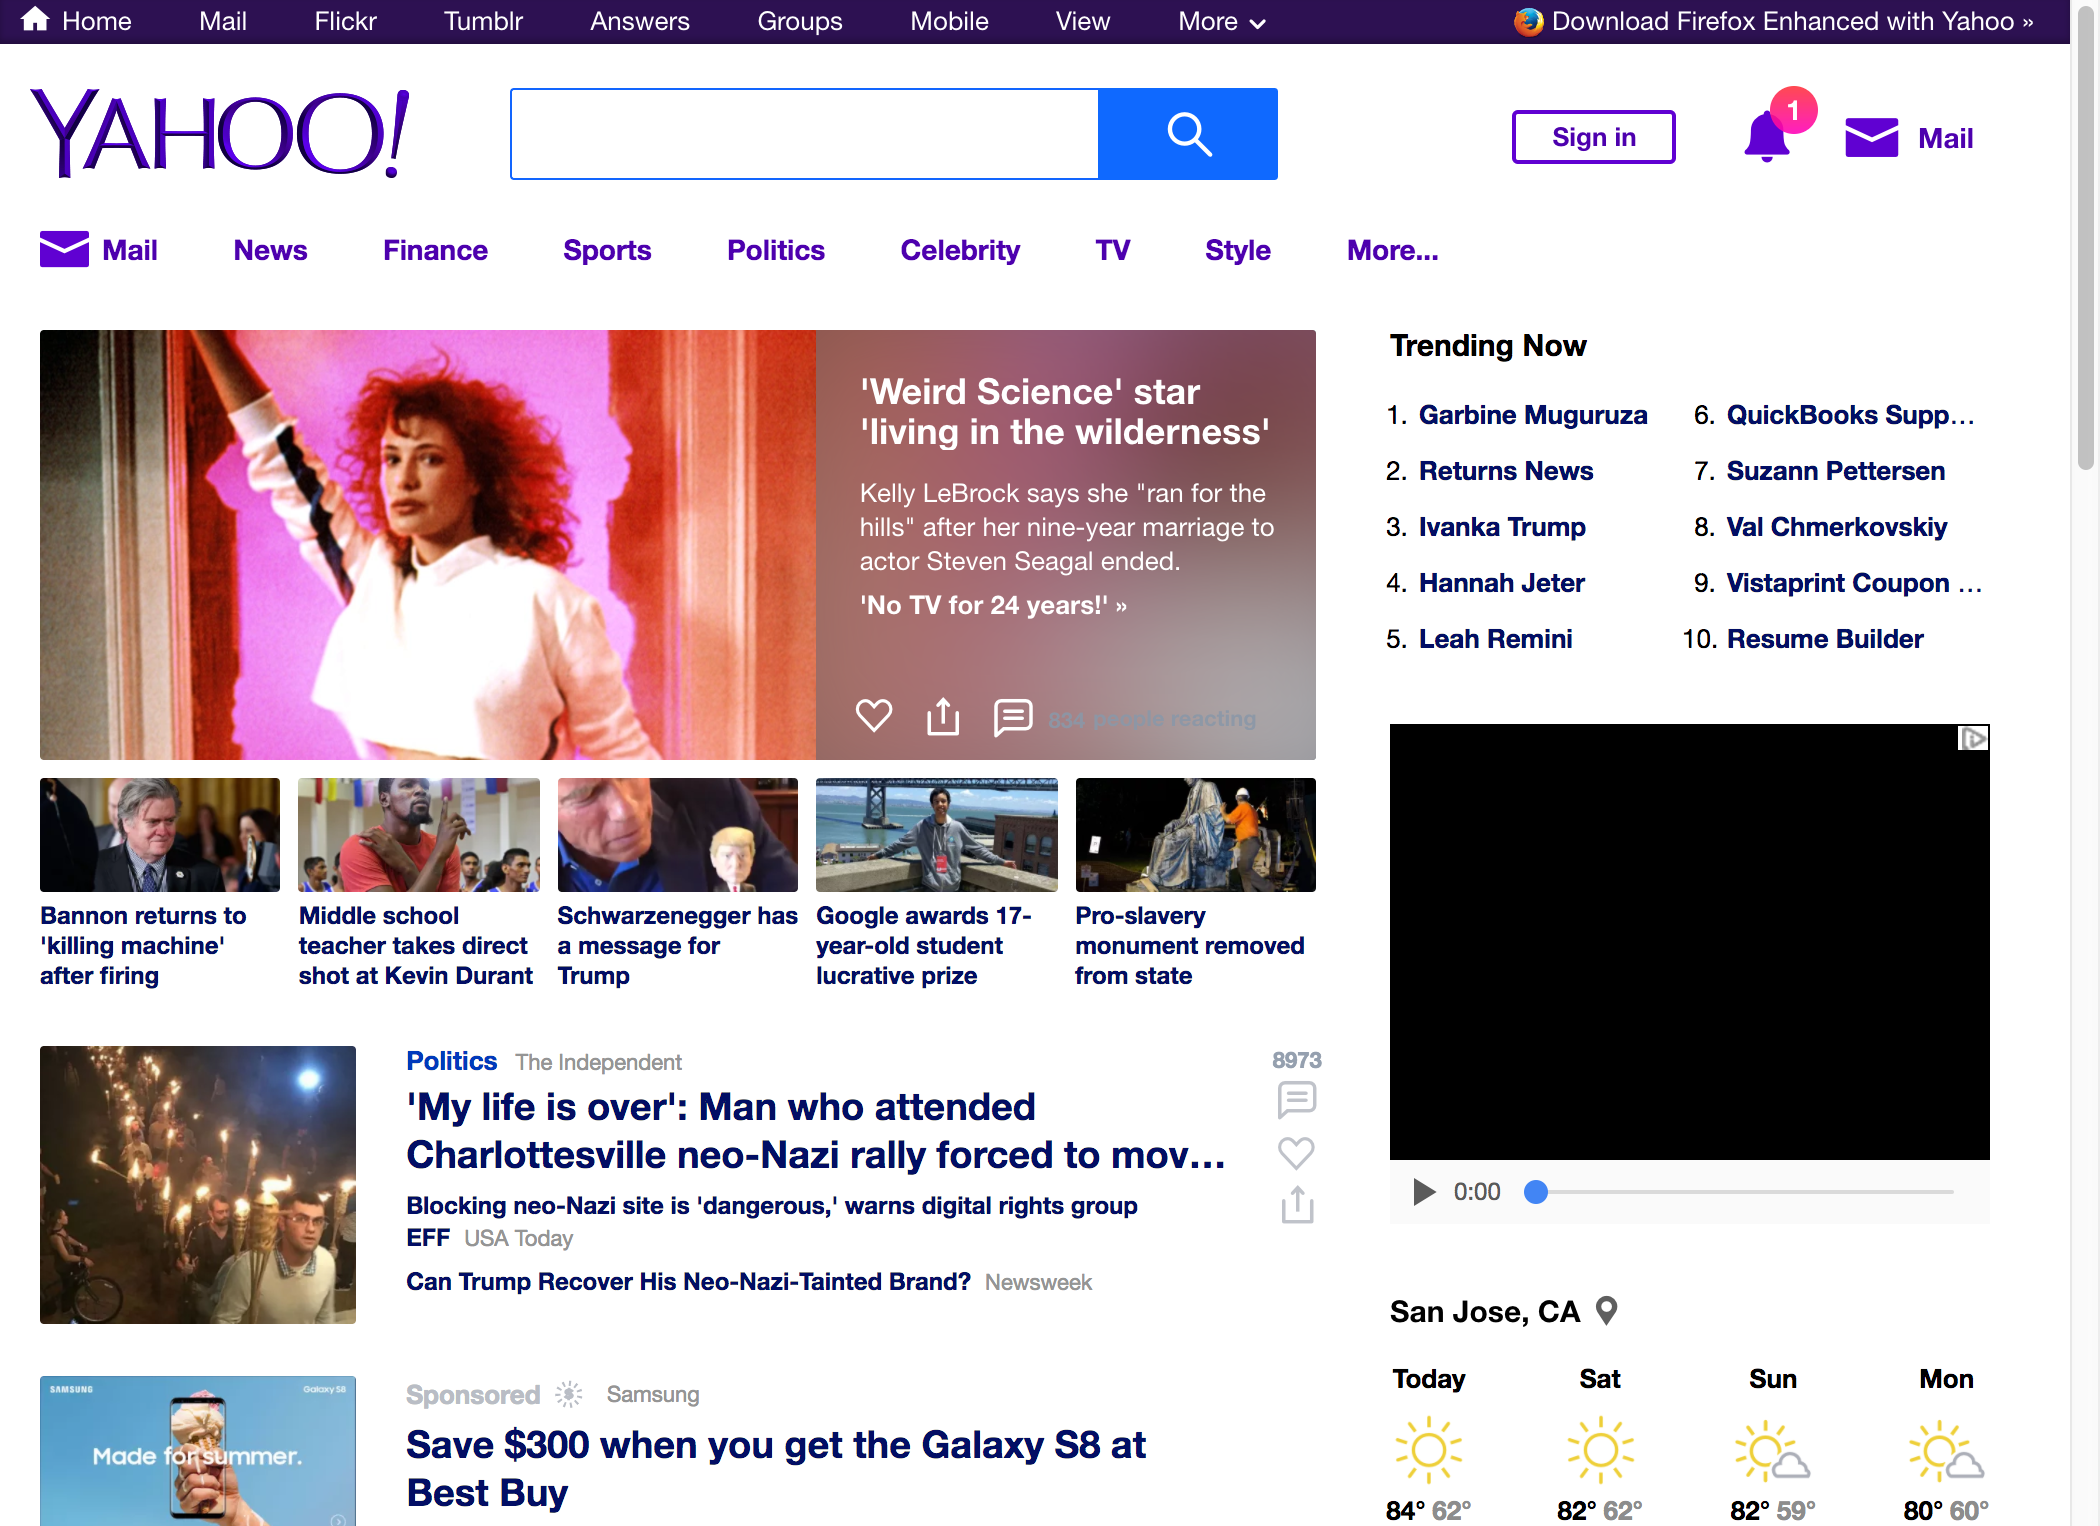 Home Mail Flickr Tumblr Answers Groups Mobile View More Download Firefox Enhanced with Yahoo »
YAHOO!
Sign in
1
Mail
Mail News Finance Sports Politics Celebrity TV Style More...
'Weird Science' star
'living in the wilderness'
Kelly LeBrock says she "ran for the
hills" after her nine-year marriage to
actor Steven Seagal ended.
'No TV for 24 years!' »
834 people reacting
Trending Now
1. Garbine Muguruza
2. Returns News
3. Ivanka Trump
4. Hannah Jeter
5. Leah Remini
6. QuickBooks Supp...
7. Suzann Pettersen
8. Val Chmerkovskiy
9. Vistaprint Coupon ...
10. Resume Builder
Bannon returns to
'killing machine'
after firing
Middle school
teacher takes direct
shot at Kevin Durant
Schwarzenegger has
a message for
Trump
Google awards 17-
year-old student
lucrative prize
Pro-slavery
monument removed
from state
Politics The Independent
'My life is over': Man who attended
Charlottesville neo-Nazi rally forced to mov...
Blocking neo-Nazi site is 'dangerous,' warns digital rights group
EFF USA Today
Can Trump Recover His Neo-Nazi-Tainted Brand? Newsweek
8973
0:00
SAMSUNG Galaxy S8
Made for summer.
Sponsored Samsung
Save $300 when you get the Galaxy S8 at
Best Buy
San Jose, CA
Today Sat Sun Mon
84° 62° 82° 62° 82° 59° 80° 60°